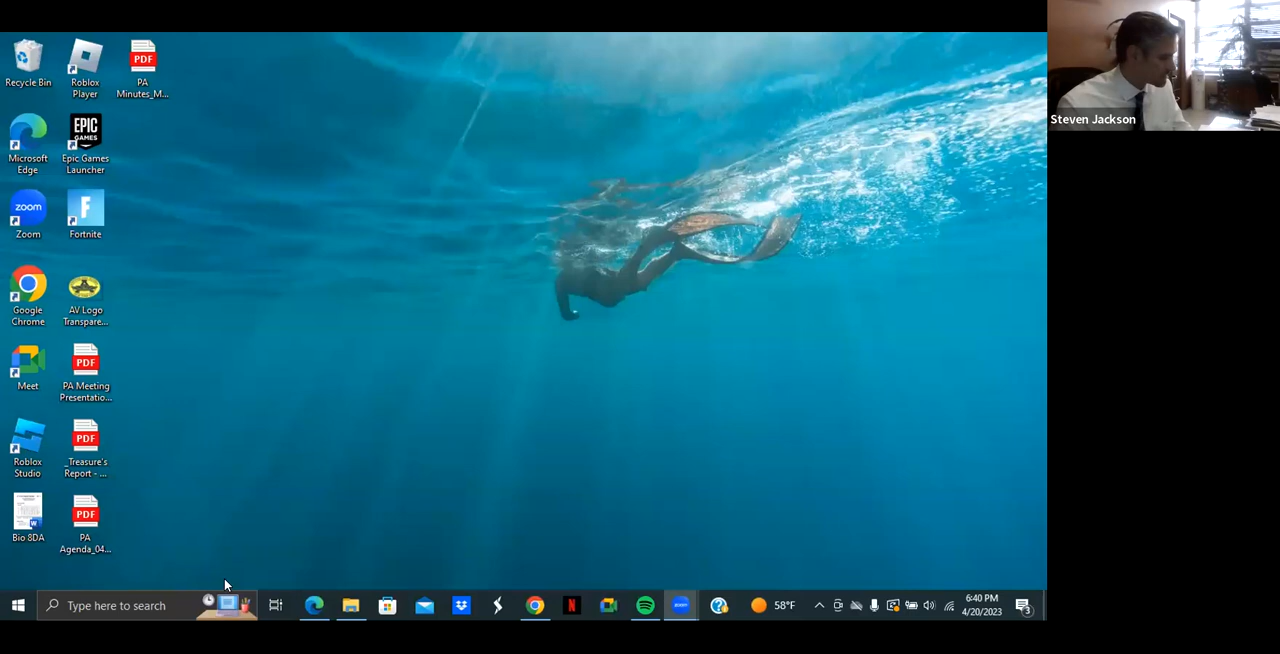 Steven Jackson
Recycle Bin
Roblox
Player
PDF
PA
Minutes_M...
Microsoft
Edge
EPIC
GAMES
Epic Games
Launcher
zoom
Zoom
F
Fortnite
Google
Chrome
AV Logo
Transpare...
Meet
PDF
PA Meeting
Presentatio...
Roblox
Studio
PDF
_Treasure's
Report - ...
W
Bio 8DA
PDF
PA
Agenda_04...
Type here to search
N
zoom
58°F
6:40 PM
4/20/2023
3